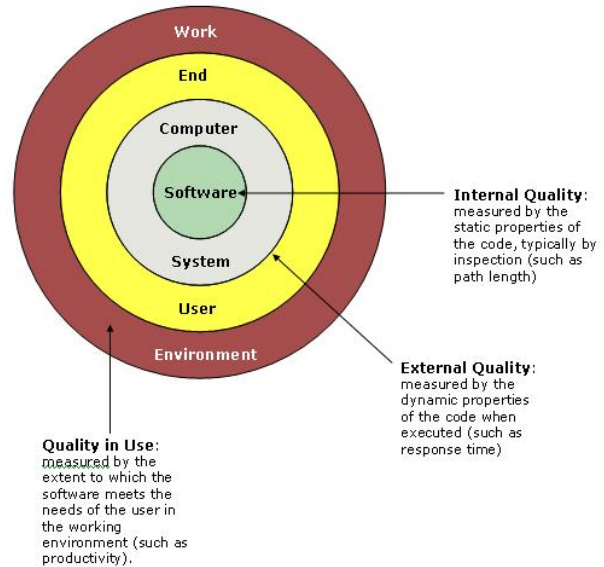 Work
End
Computer
Software
System
User
Environment
Internal Quality:
measured by the
static properties of
the code, typically by
inspection (such as
path length)
External Quality:
measured by the
dynamic properties
of the code when
executed (such as
response time)
Quality in Use:
measured by the
extent to which the
software meets the
needs of the user in
the working
environment (such as
productivity).